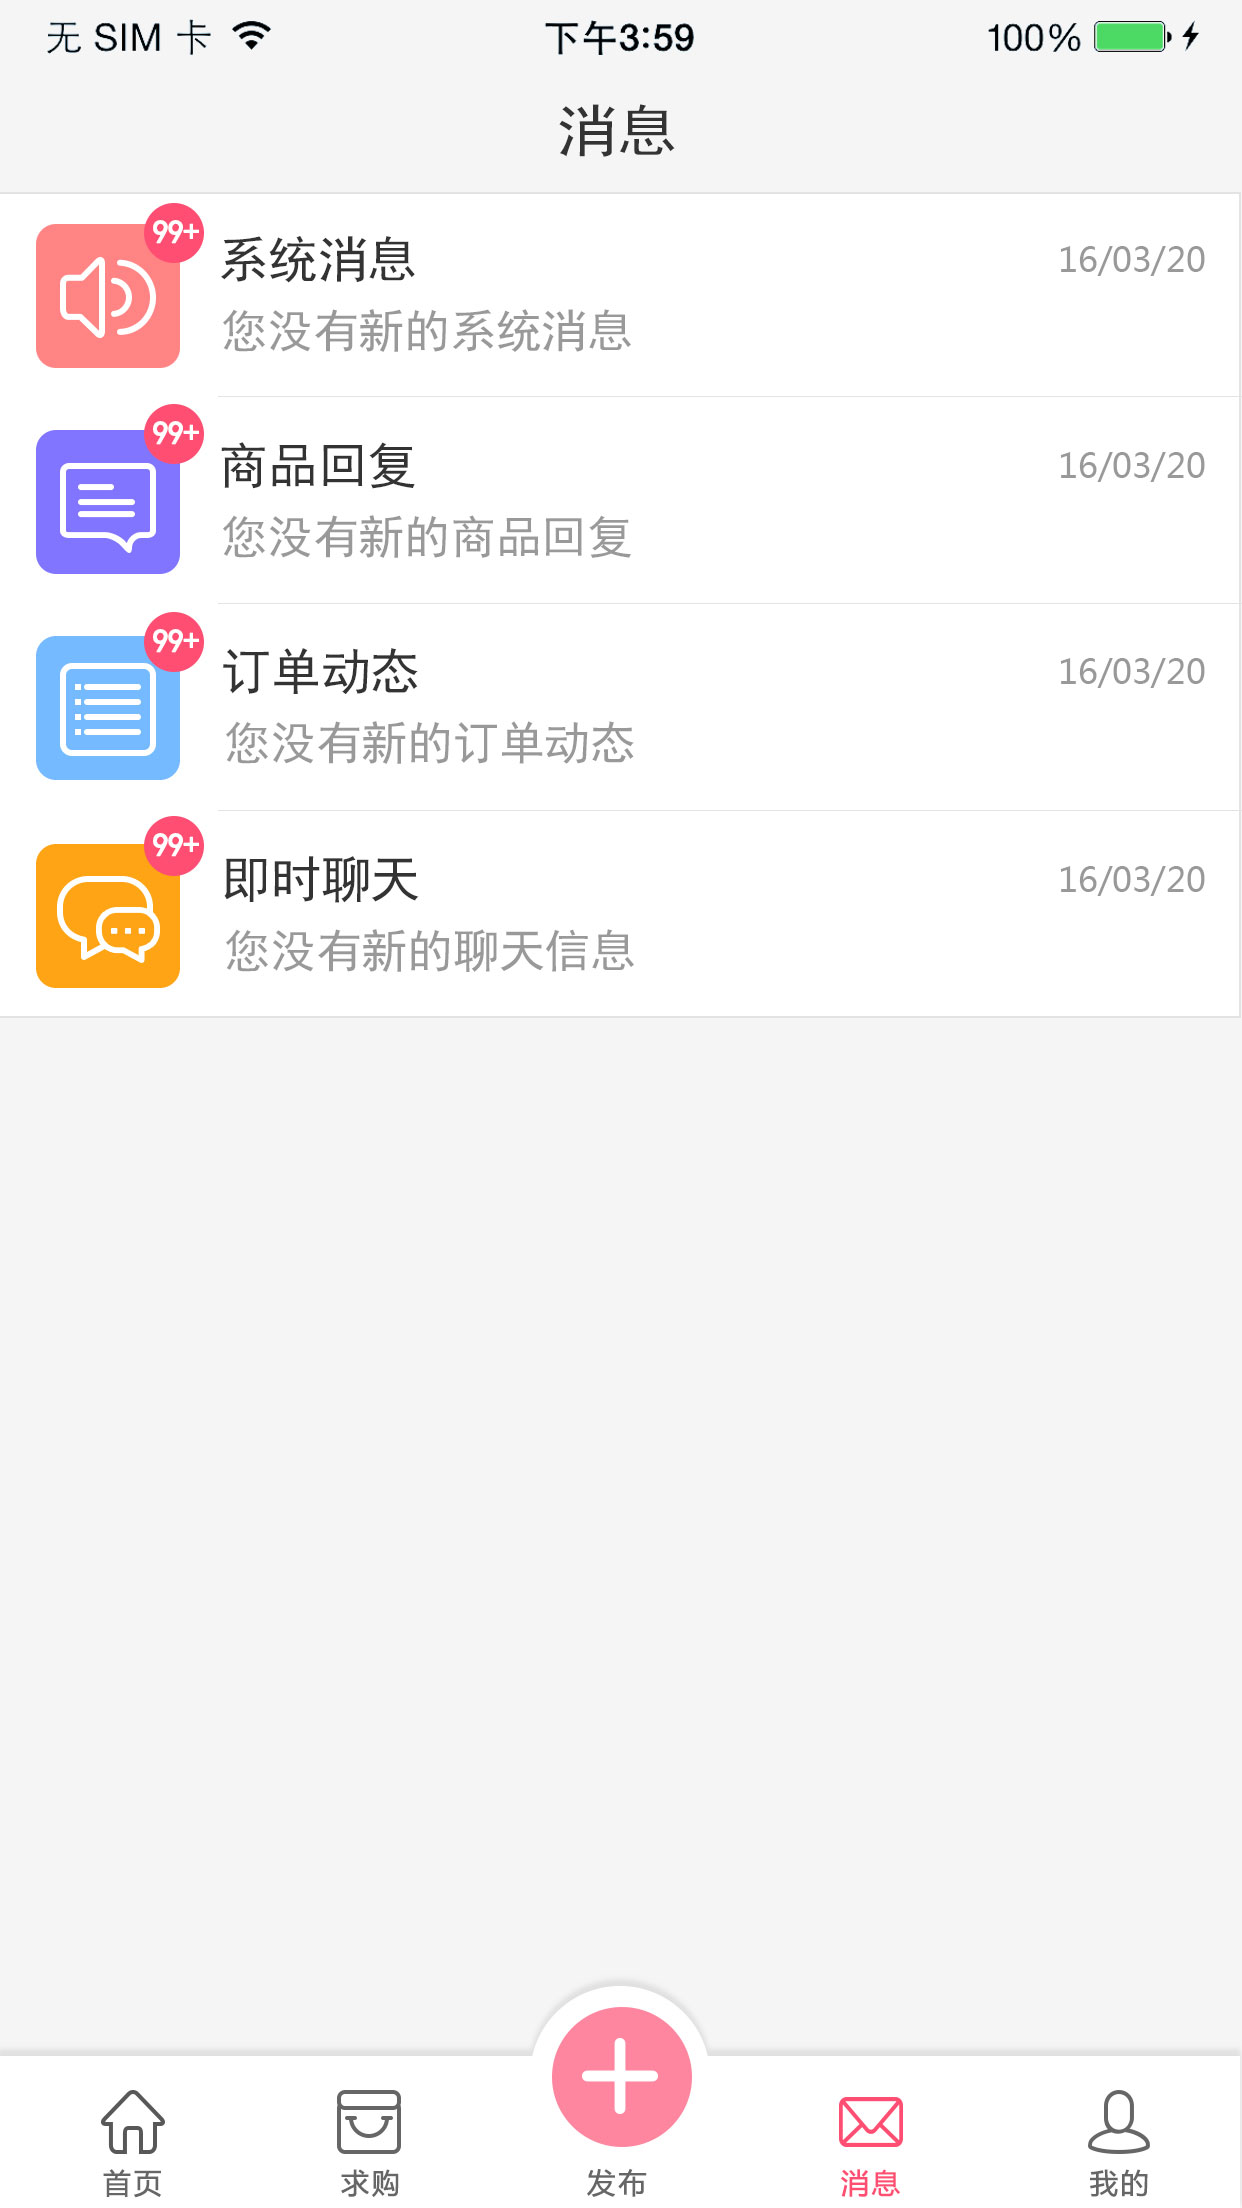 无 SIM 卡 下午3:59 100%
消息
99+
系统消息 16/03/20
您没有新的系统消息
99+
商品回复 16/03/20
您没有新的商品回复
99+
订单动态 16/03/20
您没有新的订单动态
99+
即时聊天 16/03/20
您没有新的聊天信息
首页 求购 发布 消息 我的